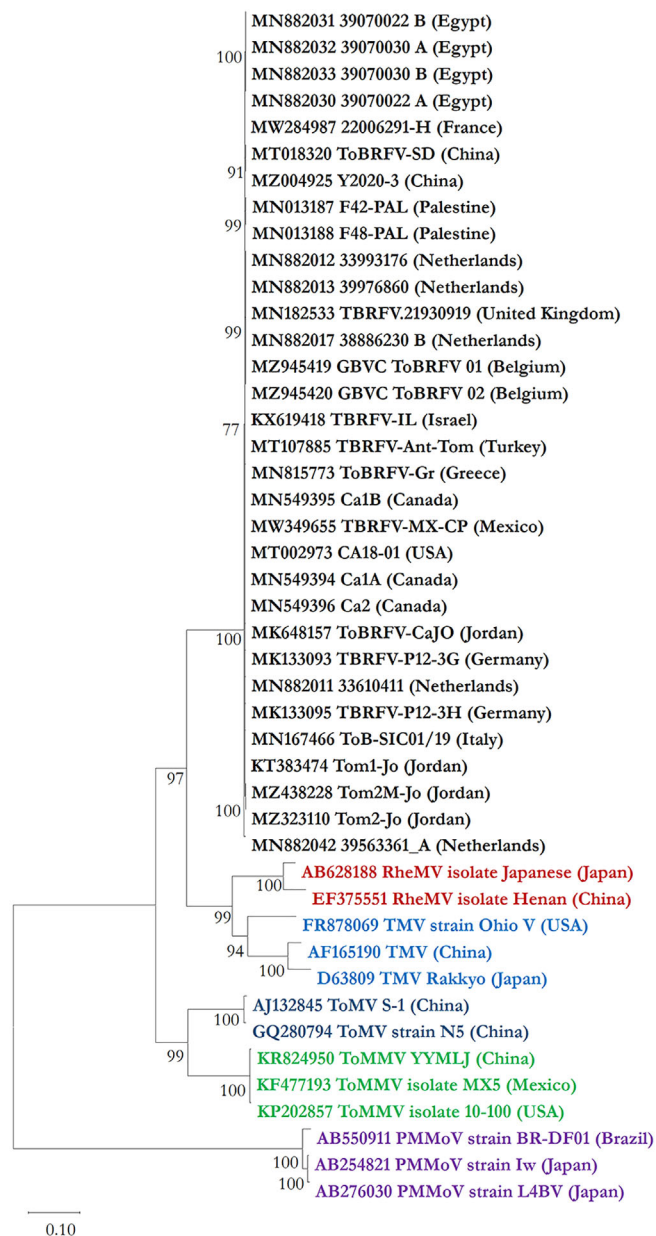 MN882031 39070022 B (Egypt)
MN882032 39070030 A (Egypt)
100
MN882033 39070030 B (Egypt)
MN882030 39070022 A (Egypt)
MW284987 22006291-H (France)
MT018320 ToBRFV-SD (China)
91
MZ004925 Y2020-3 (China)
MN013187 F42-PAL (Palestine)
99
MN013188 F48-PAL (Palestine)
MN882012 33993176 (Netherlands)
MN882013 39976860 (Netherlands)
MN182533 TBRFV.21930919 (United Kingdom)
99
MN882017 38886230 B (Netherlands)
MZ945419 GBVC ToBRFV 01 (Belgium)
MZ945420 GBVC ToBRFV 02 (Belgium)
KX619418 TBRFV-IL (Israel)
77
MT107885 TBRFV-Ant-Tom (Turkey)
MN815773 ToBRFV-Gr (Greece)
MN549395 Ca1B (Canada)
MW349655 TBRFV-MX-CP (Mexico)
MT002973 CA18-01 (USA)
MN549394 Ca1A (Canada)
MN549396 Ca2 (Canada)
MK648157 ToBRFV-CaJO (Jordan)
100
MK133093 TBRFV-P12-3G (Germany)
MN882011 33610411 (Netherlands)
MK133095 TBRFV-P12-3H (Germany)
MN167466 ToB-SIC01/19 (Italy)
KT383474 Tom1-Jo (Jordan)
97
MZ438228 Tom2M-Jo (Jordan)
100
MZ323110 Tom2-Jo (Jordan)
MN882042 39563361_A (Netherlands)
AB628188 RheMV isolate Japanese (Japan)
100
EF375551 RheMV isolate Henan (China)
99
FR878069 TMV strain Ohio V (USA)
94
AF165190 TMV (China)
100
D63809 TMV Rakkyo (Japan)
AJ132845 ToMV S-1 (China)
100
GQ280794 ToMV strain N5 (China)
99
KR824950 ToMMV YYMLJ (China)
KF477193 ToMMV isolate MX5 (Mexico)
100
KP202857 ToMMV isolate 10-100 (USA)
AB550911 PMMoV strain BR-DF01 (Brazil)
100
AB254821 PMMoV strain Iw (Japan)
100
AB276030 PMMoV strain L4BV (Japan)
0.10